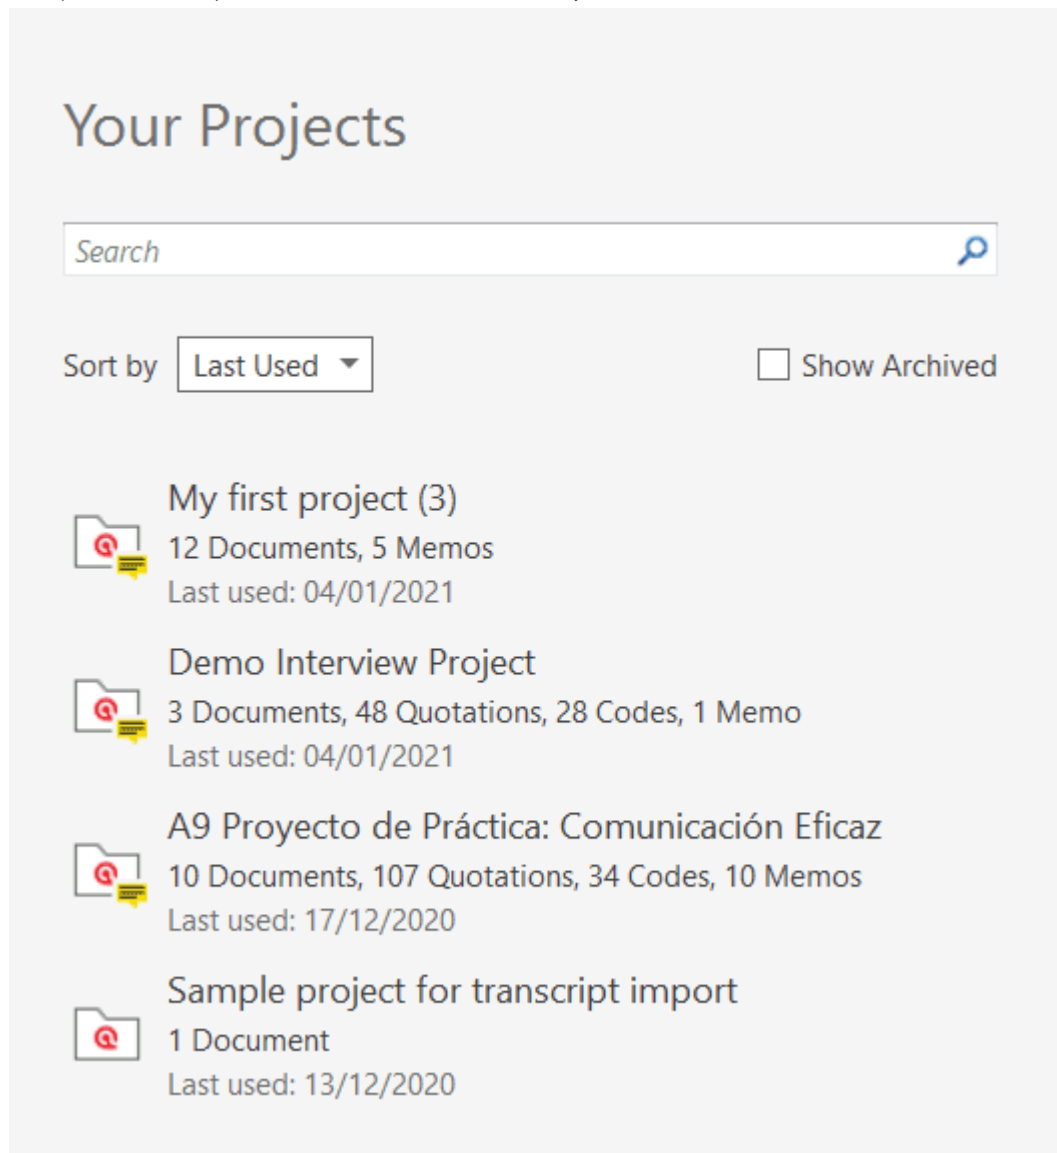 Your Projects
Search
Sort by Last Used Show Archived
My first project (3)
12 Documents, 5 Memos
Last used: 04/01/2021
Demo Interview Project
3 Documents, 48 Quotations, 28 Codes, 1 Memo
Last used: 04/01/2021
A9 Proyecto de Práctica: Comunicación Eficaz
10 Documents, 107 Quotations, 34 Codes, 10 Memos
Last used: 17/12/2020
Sample project for transcript import
1 Document
Last used: 13/12/2020